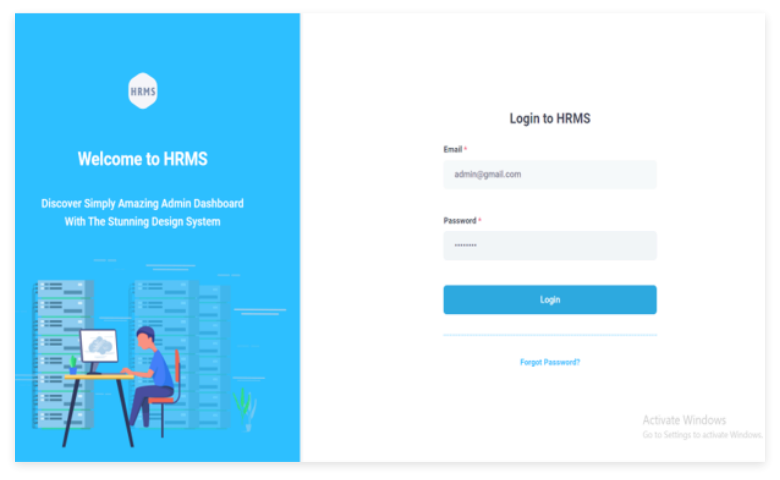 HRMS
Welcome to HRMS
Discover Simply Amazing Admin Dashboard
With The Stunning Design System
Login to HRMS
Email *
admin@gmail.com
Password *
••••••••
Login
Forgot Password?
Activate Windows
Go to Settings to activate Windows.